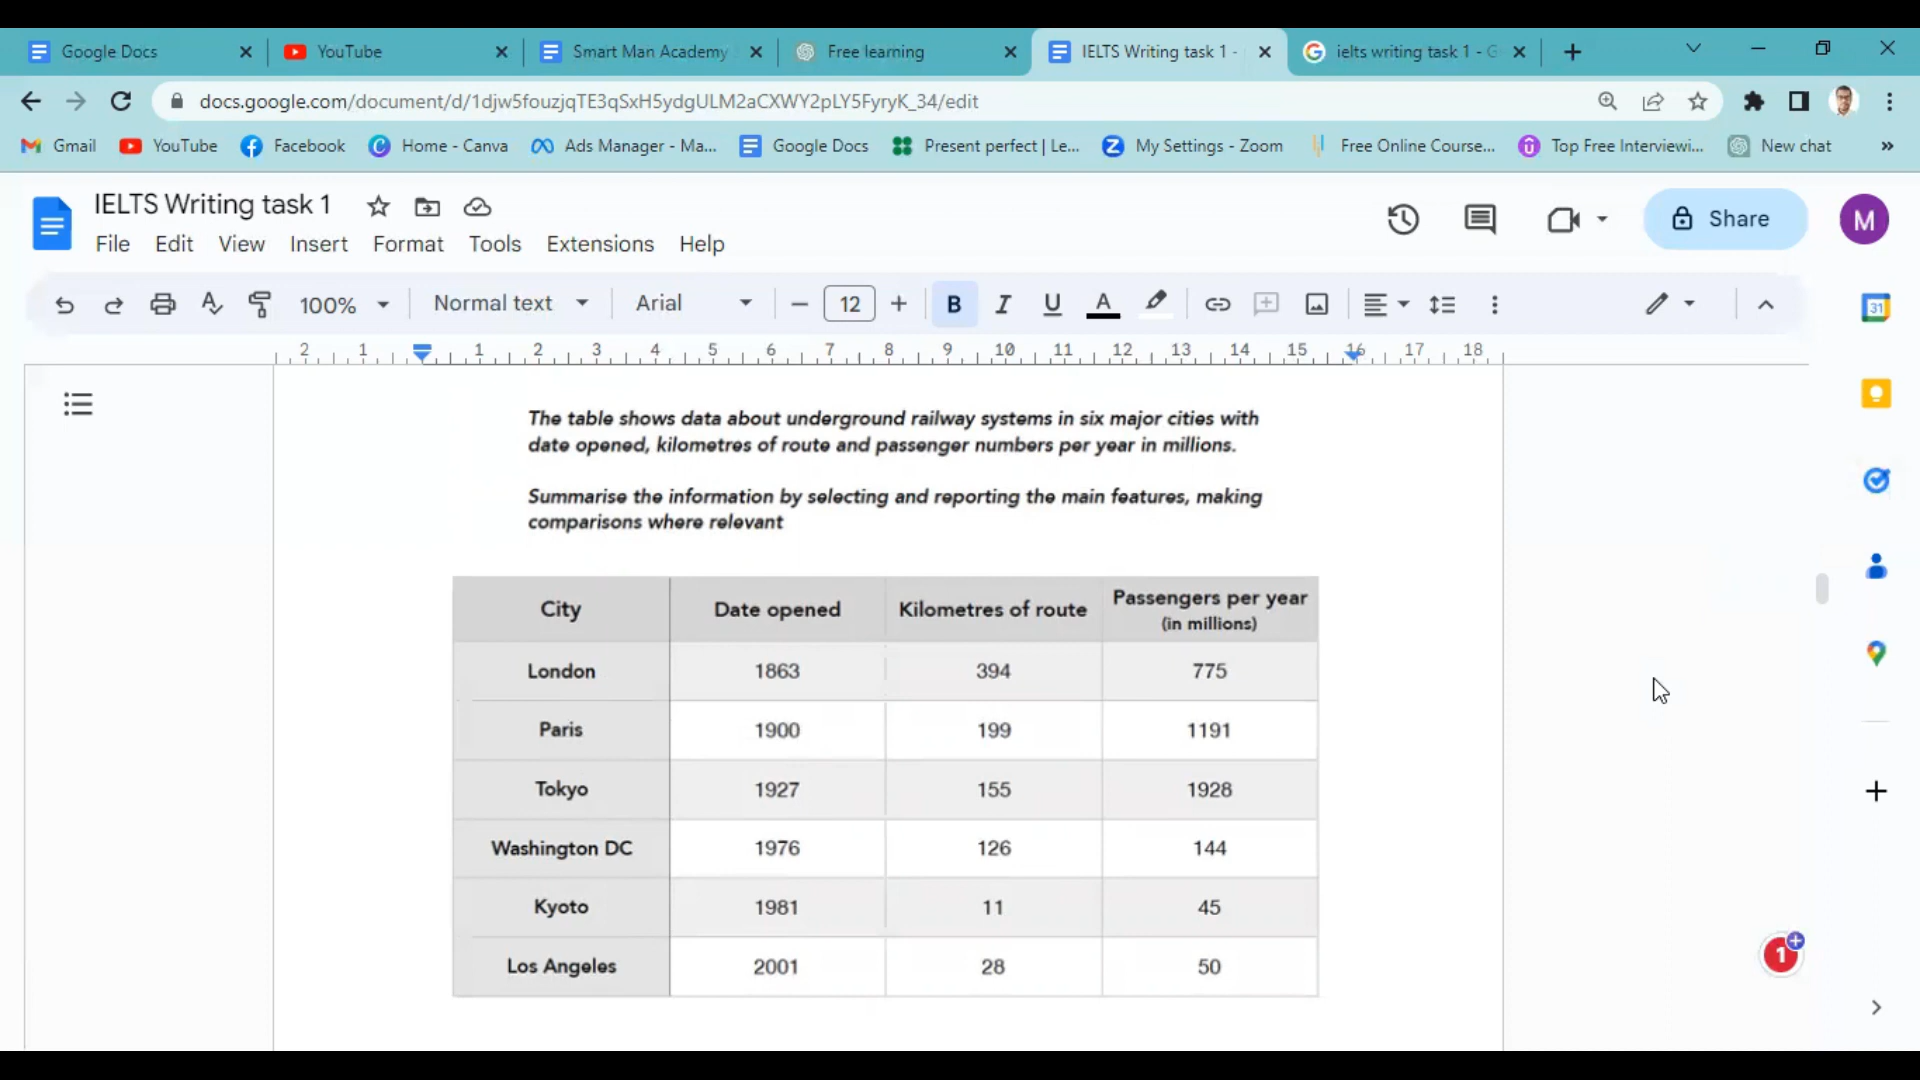 Google Docs YouTube Smart Man Academy Free learning IELTS Writing task 1 - ielts writing task 1 - G
docs.google.com/document/d/1djw5fouzjqTE3qSxH5ydgULM2aCXWY2pLY5FyryK_34/edit
Gmail YouTube Facebook Home - Canva Ads Manager - Ma... Google Docs Present perfect | Le... My Settings - Zoom Free Online Course... Top Free Interviewi... New chat »
IELTS Writing task 1
Share M
File Edit View Insert Format Tools Extensions Help
100% Normal text Arial 12 B I U A
31
2 1 1 2 3 4 5 6 7 8 9 10 11 12 13 14 15 16 17 18
The table shows data about underground railway systems in six major cities with
date opened, kilometres of route and passenger numbers per year in millions.
Summarise the information by selecting and reporting the main features, making
comparisons where relevant
City Date opened Kilometres of route Passengers per year
(in millions)
London 1863 394 775
Paris 1900 199 1191
Tokyo 1927 155 1928
Washington DC 1976 126 144
Kyoto 1981 11 45
Los Angeles 2001 28 50
1